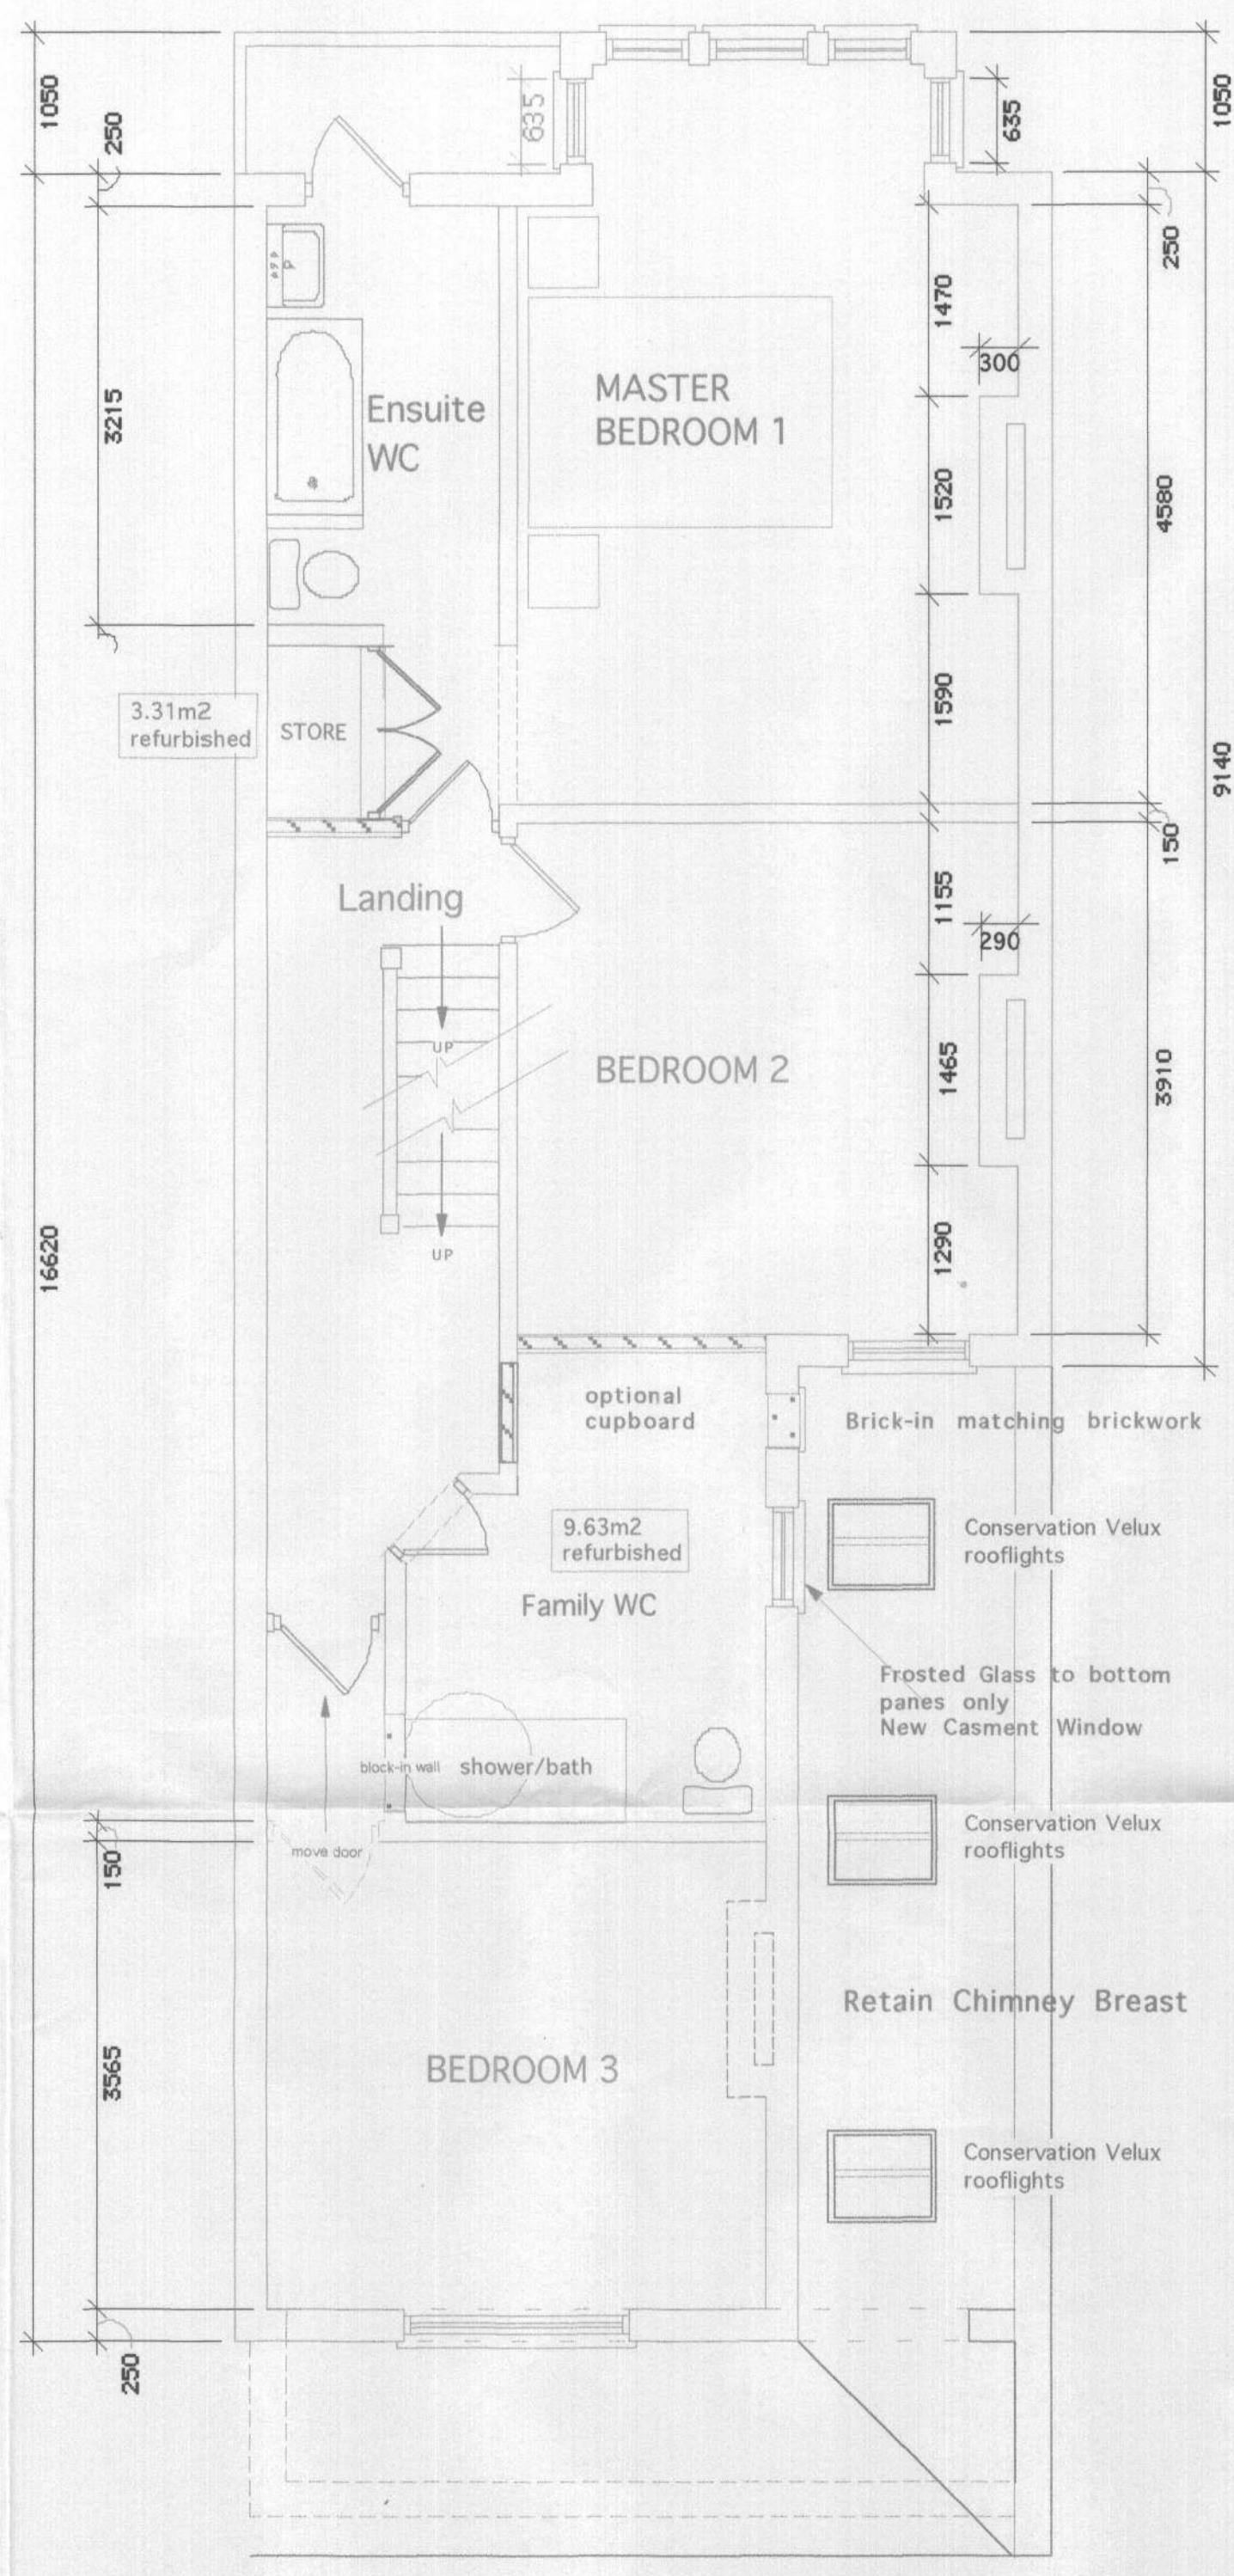 1050
250
635
635
1050
250
1470
300
3215
Ensuite
WC
MASTER
BEDROOM 1
1520
4580
3.31m2
refurbished
STORE
1590
9140
150
Landing
1155
290
UP
BEDROOM 2
1465
3910
16620
UP
1290
optional
cupboard
Brick-in matching brickwork
9.63m2
refurbished
Conservation Velux
rooflights
Family WC
Frosted Glass to bottom
panes only
New Casment Window
block-in wall
shower/bath
Conservation Velux
rooflights
move door
150
Retain Chimney Breast
3565
BEDROOM 3
Conservation Velux
rooflights
250